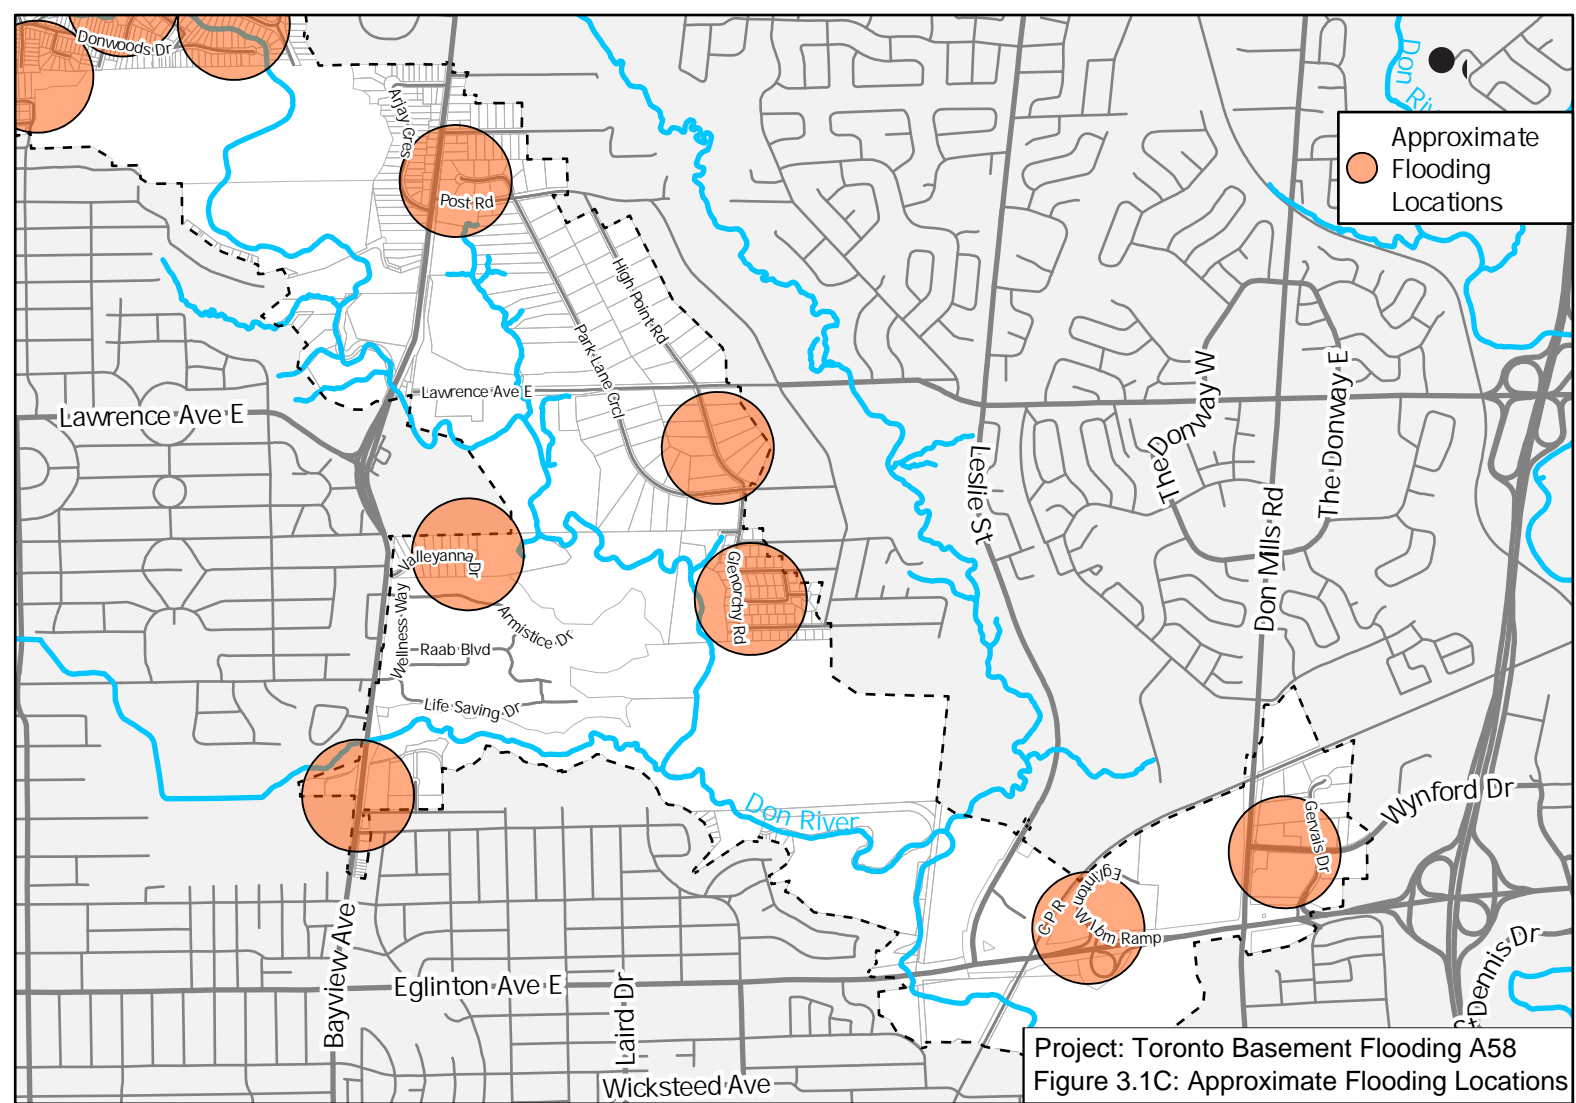 Donwoods Dr
Don Riv
Approximate
Flooding
Locations
Arjay Cres
Post Rd
High Point Rd
Park Lane Crcl
Lawrence Ave E
Lawrence Ave E
The Donway W
The Donway E
Leslie St
Don Mills Rd
Valleyanna Dr
Glenorchy Rd
Wellness Way
Armistice Dr
Raab Blvd
Life Saving Dr
Don River
Wynford Dr
Gervais Dr
Eglinton
W Ibm Ramp
C P R
Bayview Ave
Eglinton Ave E
Laird Dr
Wicksteed Ave
St Dennis Dr
Project: Toronto Basement Flooding A58
Figure 3.1C: Approximate Flooding Locations